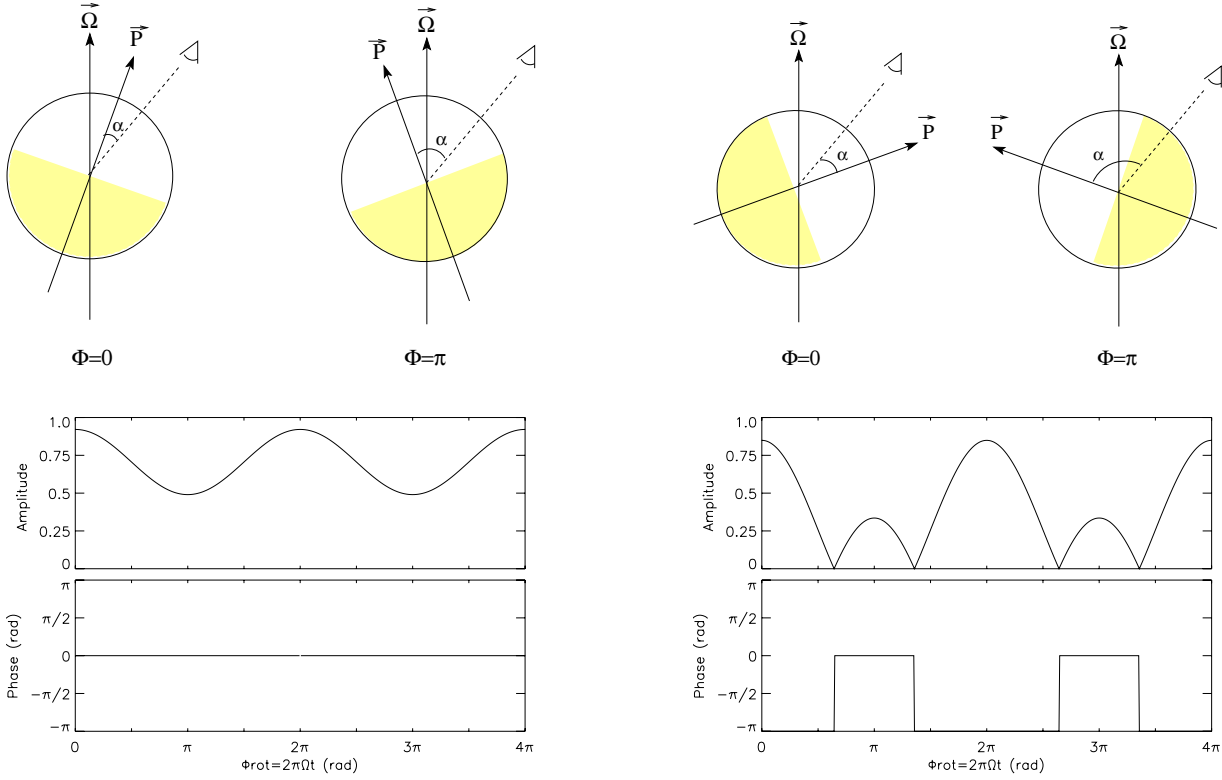 Ω P α
P Ω α
Ω P α
P Ω α
Φ=0 Φ=π
Φ=0 Φ=π
1.0
0.75
0.5
0.25
0
Amplitude
π
π/2
0
−π/2
−π
Phase (rad)
0 π 2π 3π 4π
Φrot=2πΩt (rad)
1.0
0.75
0.5
0.25
0
Amplitude
π
π/2
0
−π/2
−π
Phase (rad)
0 π 2π 3π 4π
Φrot=2πΩt (rad)